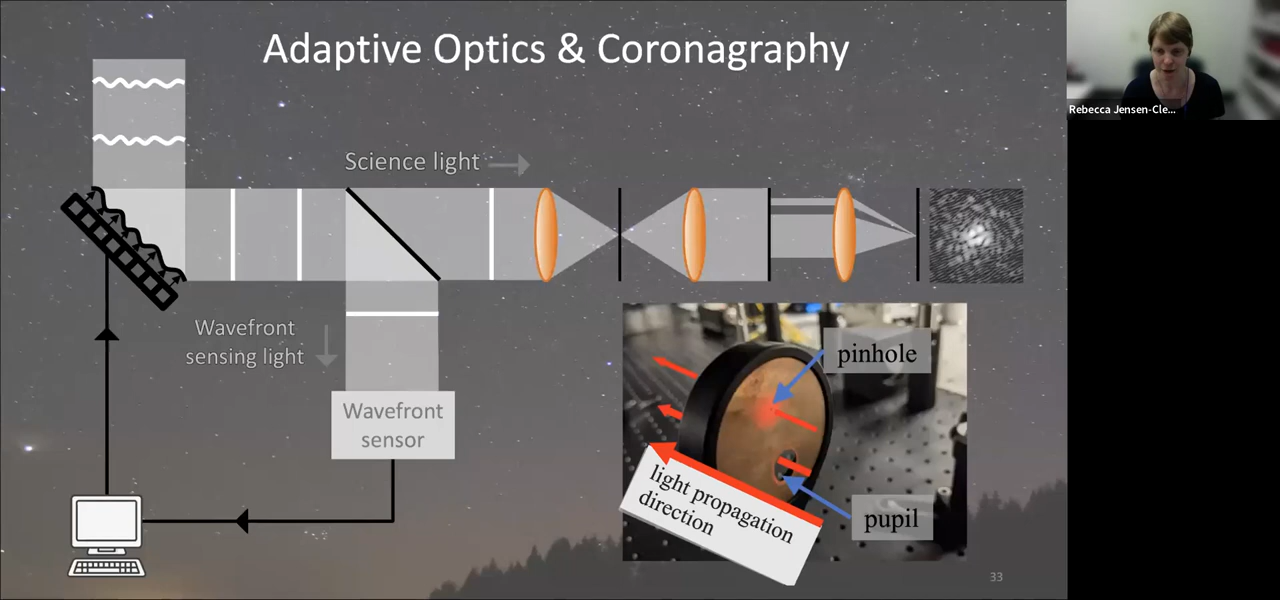 Adaptive Optics & Coronagraphy
Rebecca Jensen-Cle...
Science light
Wavefront
sensing light
Wavefront
sensor
pinhole
light propagation
direction
pupil
33